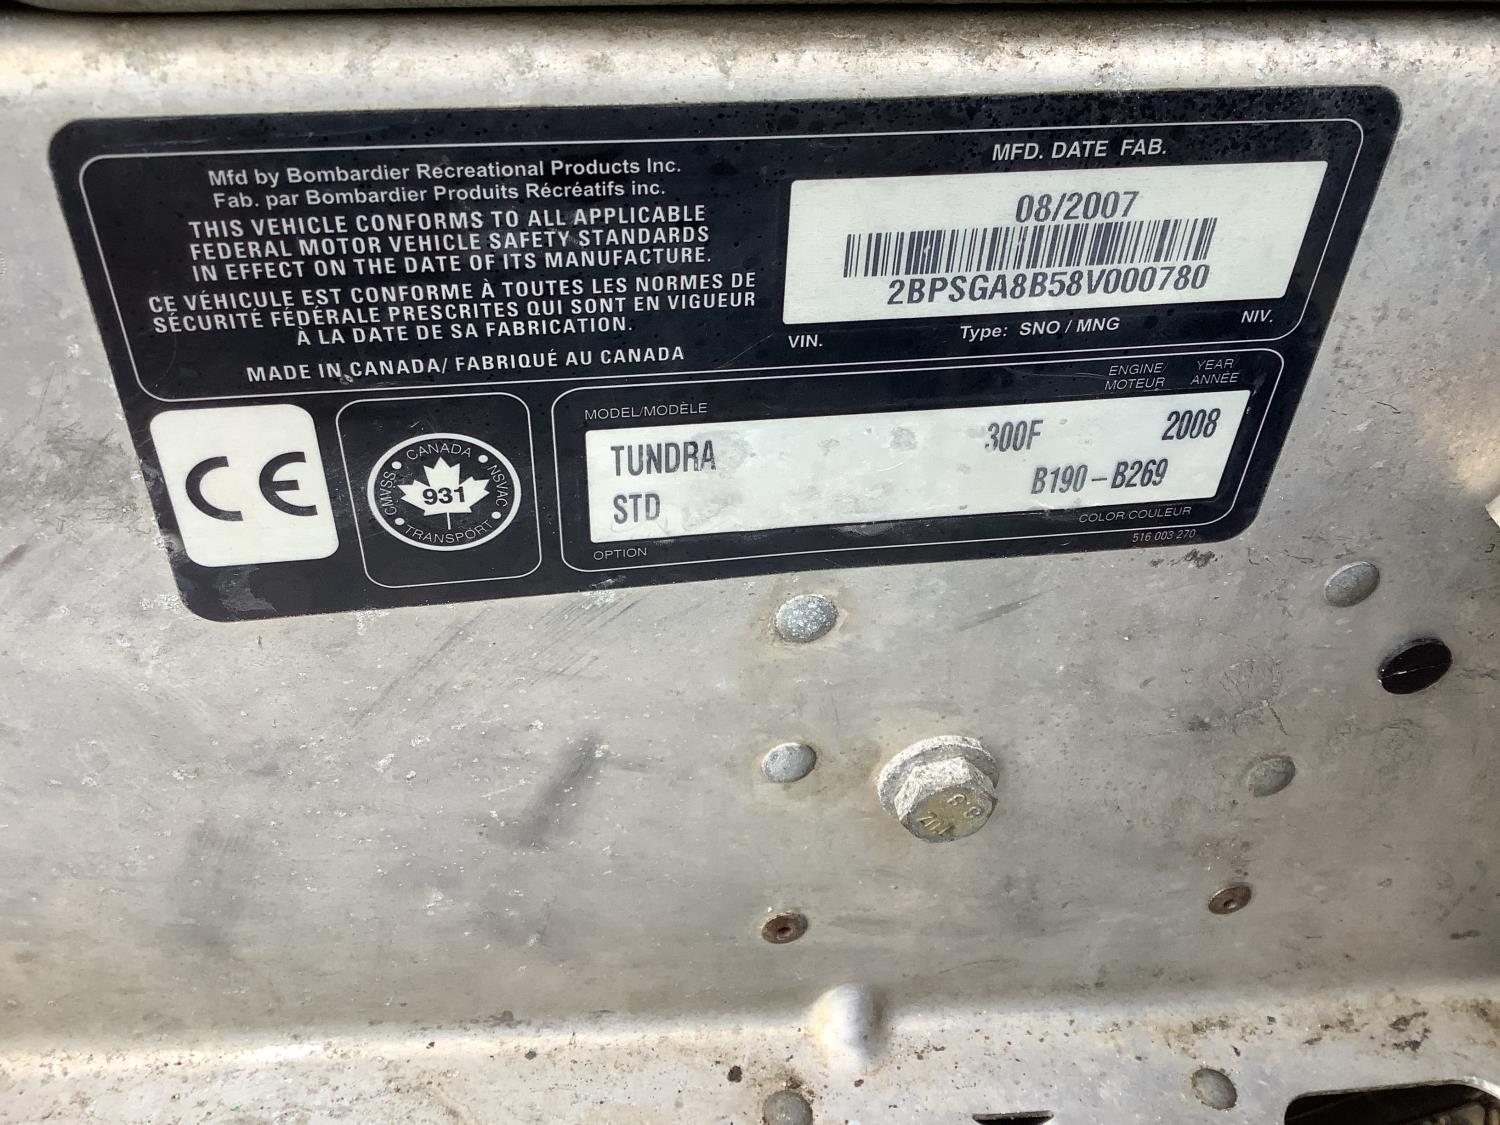 Mfd by Bombardier Recreational Products Inc.
Fab. par Bombardier Produits Récréatifs inc.
THIS VEHICLE CONFORMS TO ALL APPLICABLE
FEDERAL MOTOR VEHICLE SAFETY STANDARDS
IN EFFECT ON THE DATE OF ITS MANUFACTURE.
CE VÉHICULE EST CONFORME À TOUTES LES NORMES DE
SÉCURITÉ FÉDÉRALE PRESCRITES QUI SONT EN VIGUEUR
À LA DATE DE SA FABRICATION.
MADE IN CANADA/ FABRIQUÉ AU CANADA
MFD. DATE FAB.
08/2007
2BPSGA8B58V000780
VIN.
Type: SNO / MNG
NIV.
CE
CANADA
CMVSS
931
NSVAC
TRANSPORT
MODEL/MODÈLE
ENGINE/
MOTEUR
YEAR/
ANNÉE
TUNDRA 300F 2008
STD B190-B269
OPTION
COLOR/COULEUR
516 003 270
8.8